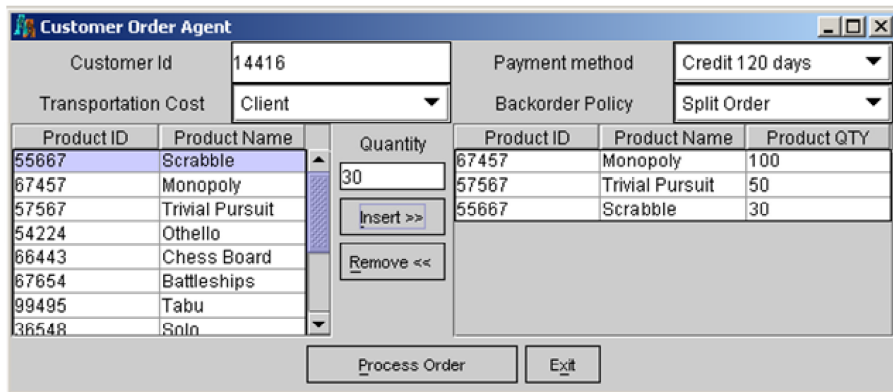 Customer Order Agent
Customer Id 14416 Payment method Credit 120 days
Transportation Cost Client Backorder Policy Split Order
Product ID Product Name Quantity Product ID Product Name Product QTY
55667 Scrabble 67457 Monopoly 100
67457 Monopoly 30 57567 Trivial Pursuit 50
57567 Trivial Pursuit Insert >> 55667 Scrabble 30
54224 Othello
66443 Chess Board Remove <<
67654 Battleships
99495 Tabu
36548 Solo
Process Order Exit